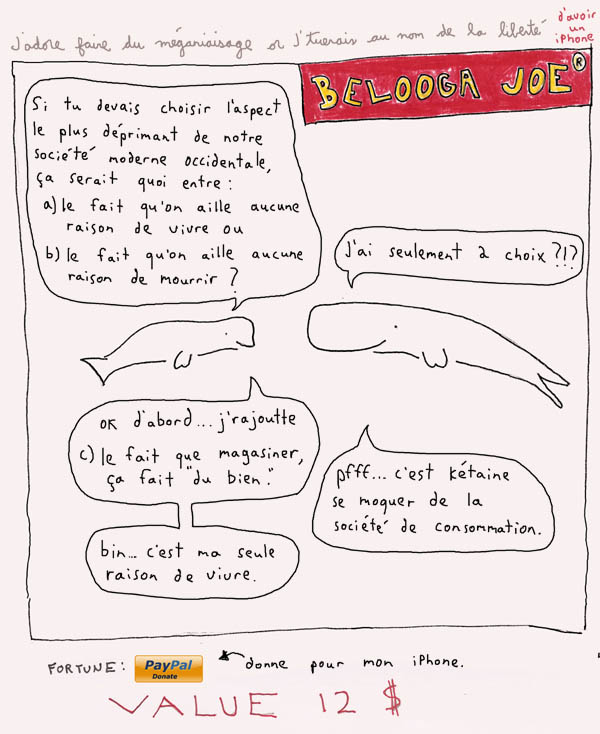 J'adore faire du mégariaisage or j'tuerais au nom de la liberté d'avoir
un
iPhone
BELOOGA JOE®
Si tu devais choisir l'aspect
le plus déprimant de notre
société moderne occidentale,
ça serait quoi entre :
a) le fait qu'on aille aucune
raison de vivre ou
b) le fait qu'on aille aucune
raison de mourrir ?
J'ai seulement 2 choix ?!?
OK d'abord... j'rajoutte
c) le fait que magasiner,
ça fait "du bien."
pfff... c'est kétaine
se moquer de la
société de consommation.
bin... c'est ma seule
raison de vivre.
FORTUNE : PayPal
Donate
donne pour mon iPhone.
VALUE 12 $